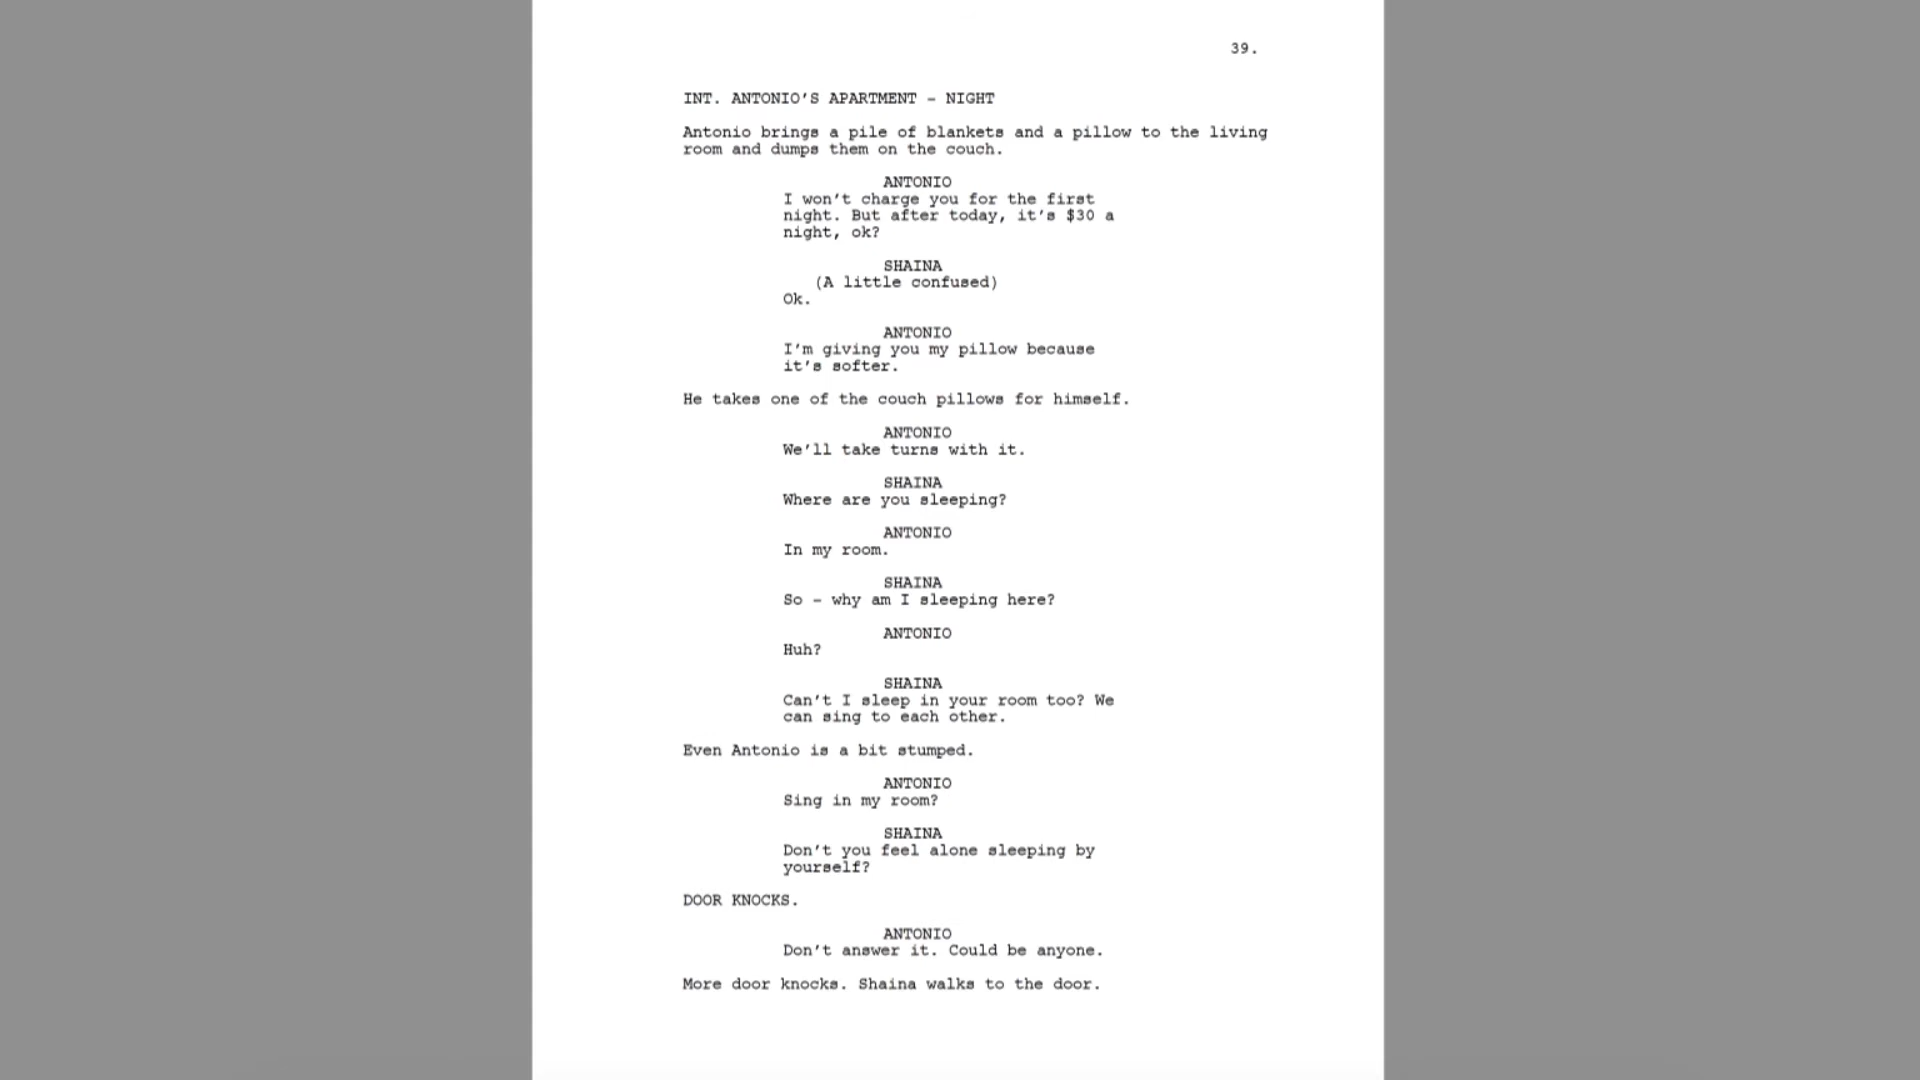 39.
INT. ANTONIO'S APARTMENT - NIGHT
Antonio brings a pile of blankets and a pillow to the living
room and dumps them on the couch.
ANTONIO
I won't charge you for the first
night. But after today, it's $30 a
night, ok?
SHAINA
(A little confused)
Ok.
ANTONIO
I'm giving you my pillow because
it's softer.
He takes one of the couch pillows for himself.
ANTONIO
We'll take turns with it.
SHAINA
Where are you sleeping?
ANTONIO
In my room.
SHAINA
So - why am I sleeping here?
ANTONIO
Huh?
SHAINA
Can't I sleep in your room too? We
can sing to each other.
Even Antonio is a bit stumped.
ANTONIO
Sing in my room?
SHAINA
Don't you feel alone sleeping by
yourself?
DOOR KNOCKS.
ANTONIO
Don't answer it. Could be anyone.
More door knocks. Shaina walks to the door.